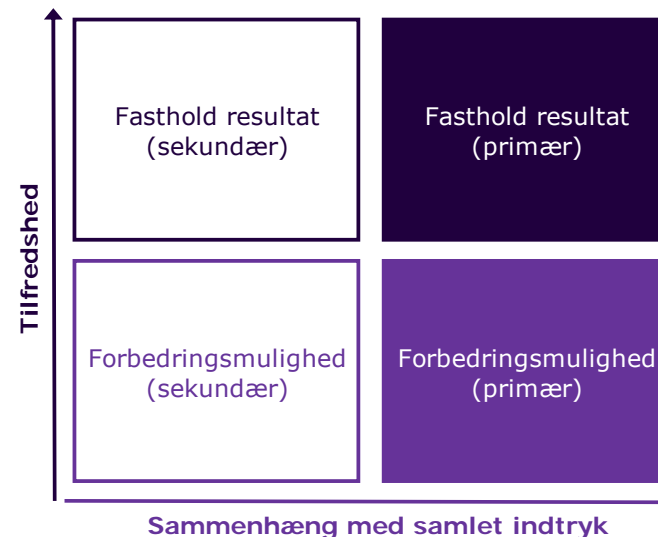 Tilfredshed
Fasthold resultat
(sekundær)
Fasthold resultat
(primær)
Forbedringsmulighed
(sekundær)
Forbedringsmulighed
(primær)
Sammenhæng med samlet indtryk